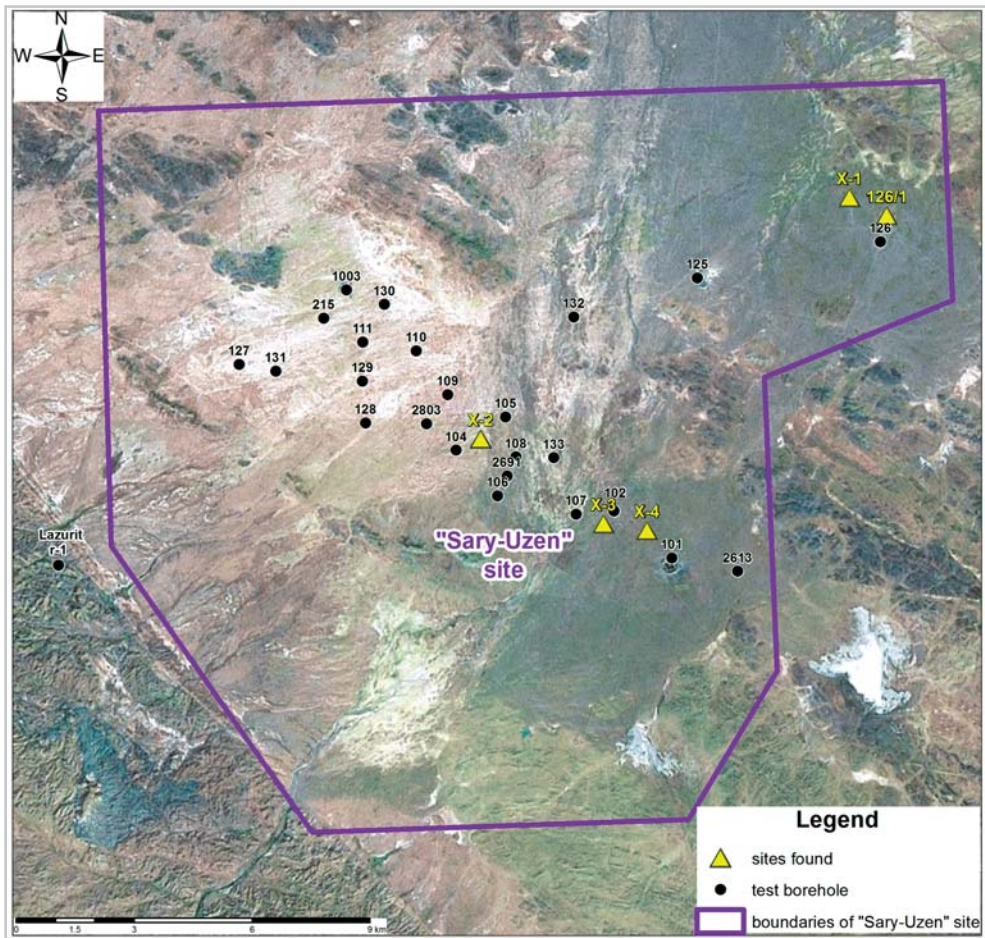 N
W E
S
X-1
126/1
126
125
1003
130
215
132
111
110
127
131
129
109
105
128
2803
X-2
104
108
133
2691
106
102
107
X-3
X-4
Lazurit
r-1
"Sary-Uzen"
site
101
2613
Legend
sites found
test borehole
boundaries of "Sary-Uzen" site
0 1.5 3 6 9 km